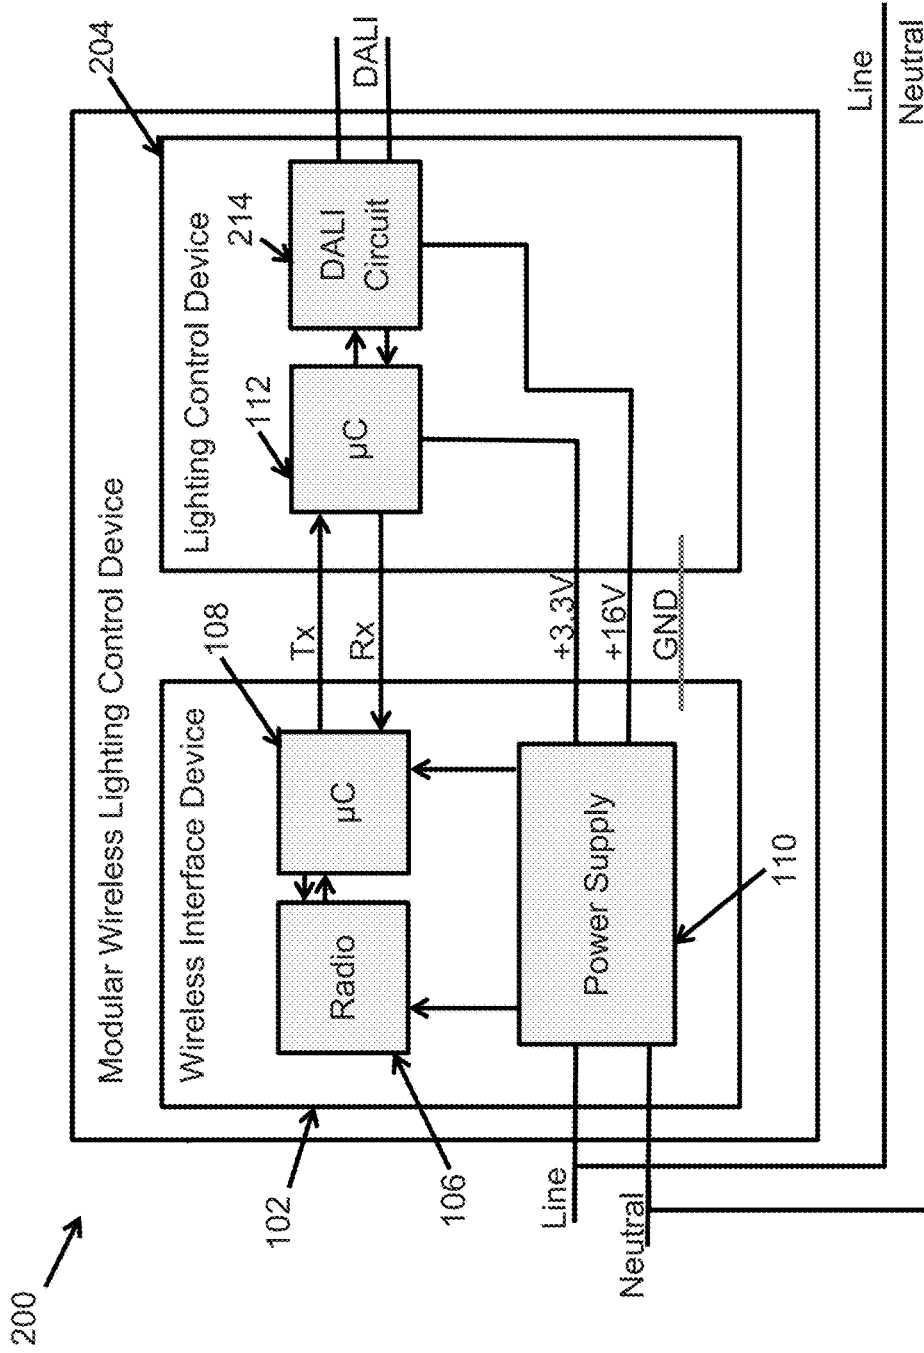 200
Modular Wireless Lighting Control Device
204
102
Wireless Interface Device
108
Lighting Control Device
112
214
106
Radio
µC
Tx
Rx
µC
DALI
Circuit
DALI
Power Supply
110
+3.3V
+16V
GND
Line
Neutral
Line
Neutral